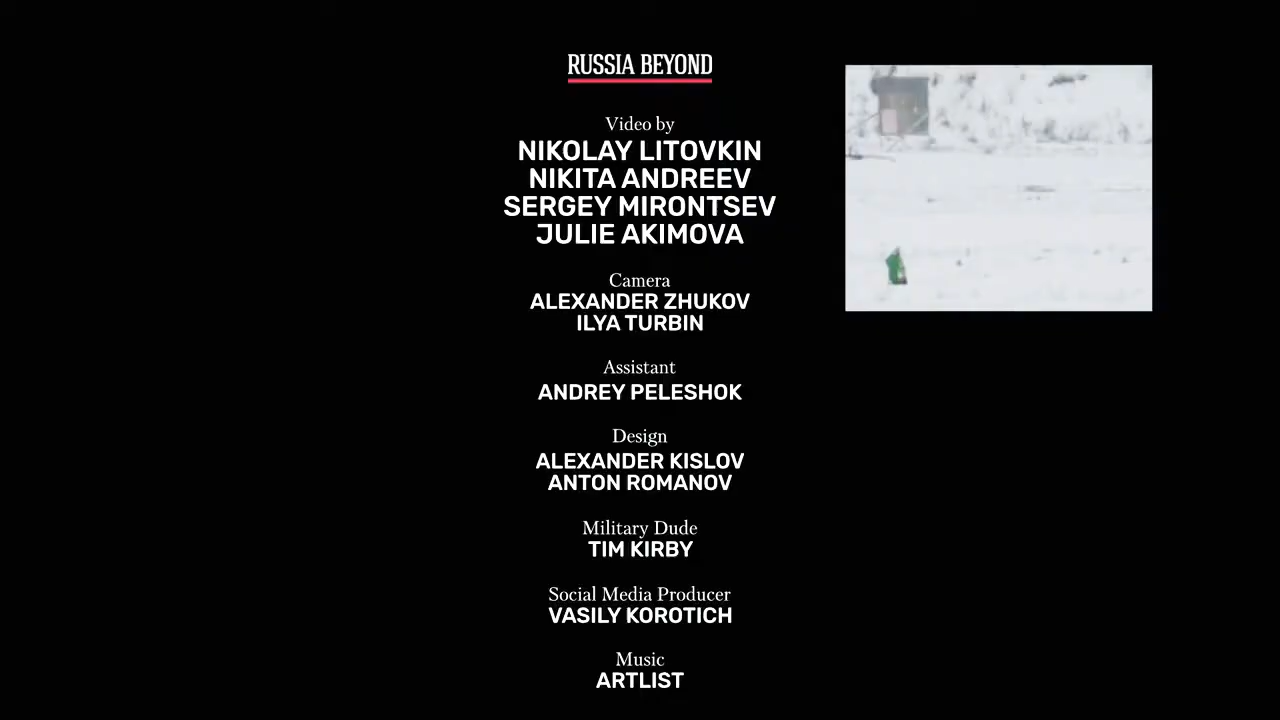 RUSSIA BEYOND
Video by
NIKOLAY LITOVKIN
NIKITA ANDREEV
SERGEY MIRONTSEV
JULIE AKIMOVA
Camera
ALEXANDER ZHUKOV
ILYA TURBIN
Assistant
ANDREY PELESHOK
Design
ALEXANDER KISLOV
ANTON ROMANOV
Military Dude
TIM KIRBY
Social Media Producer
VASILY KOROTICH
Music
ARTLIST